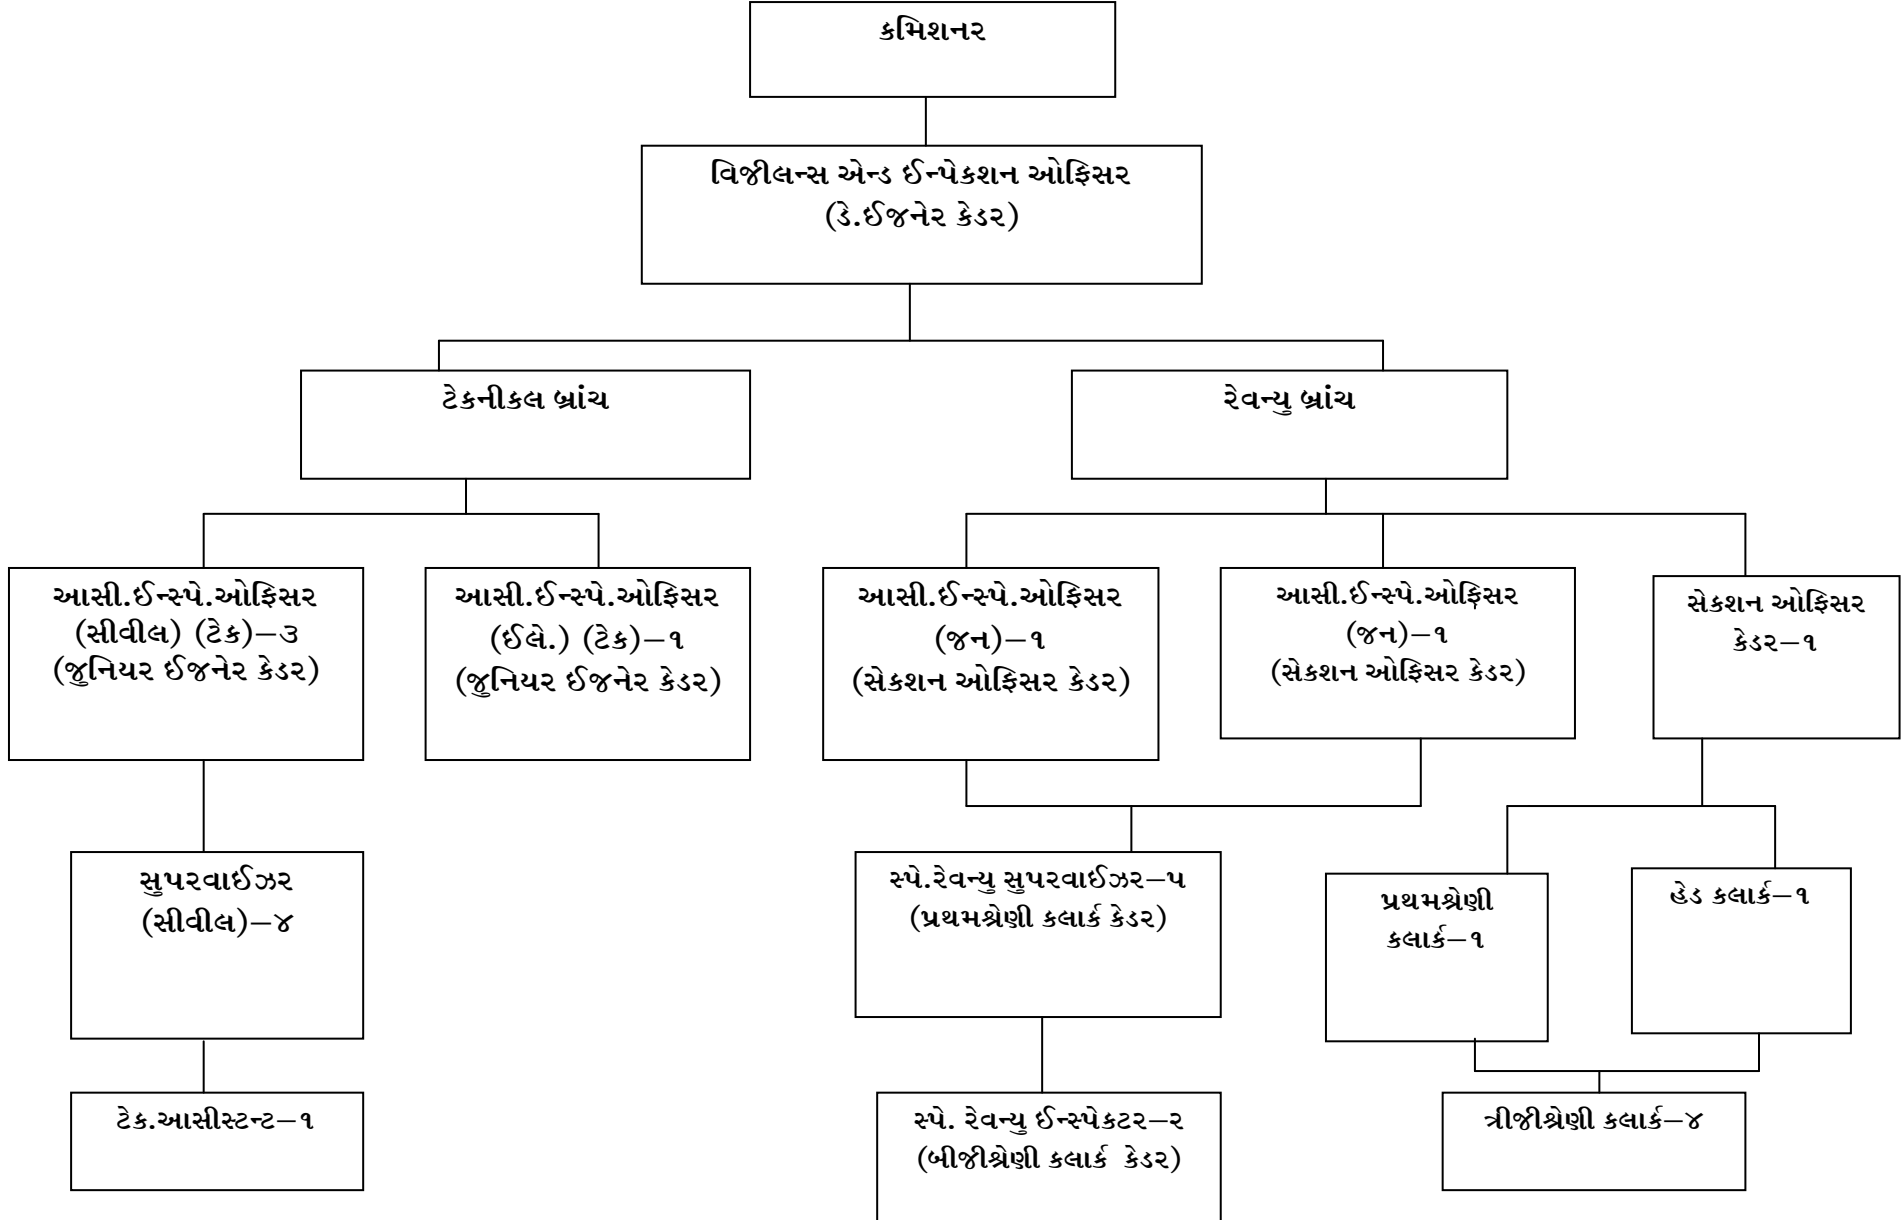 કમિશનર
વિજીલન્સ એન્ડ ઈન્પેકશન ઓફિસર
(ડે.ઈજનેર કેડર)
ટેકનીકલ બ્રાંચ
રેવન્યુ બ્રાંચ
આસી.ઈન્સ્પે.ઓફિસર
(સીવીલ) (ટેક)–૩
(જુનિયર ઈજનેર કેડર)
આસી.ઈન્સ્પે.ઓફિસર
(ઈલે.) (ટેક)–૧
(જુનિયર ઈજનેર કેડર)
આસી.ઈન્સ્પે.ઓફિસર
(જન)–૧
(સેકશન ઓફિસર કેડર)
આસી.ઈન્સ્પે.ઓફિસર
(જન)–૧
(સેકશન ઓફિસર કેડર)
સેકશન ઓફિસર
કેડર–૧
સુપરવાઈઝર
(સીવીલ)–૪
સ્પે.રેવન્યુ સુપરવાઈઝર–૫
(પ્રથમશ્રેણી કલાર્ક કેડર)
પ્રથમશ્રેણી
કલાર્ક–૧
હેડ કલાર્ક–૧
ટેક.આસીસ્ટન્ટ–૧
સ્પે. રેવન્યુ ઈન્સ્પેકટર–૨
(બીજીશ્રેણી કલાર્ક કેડર)
ત્રીજીશ્રેણી કલાર્ક–૪